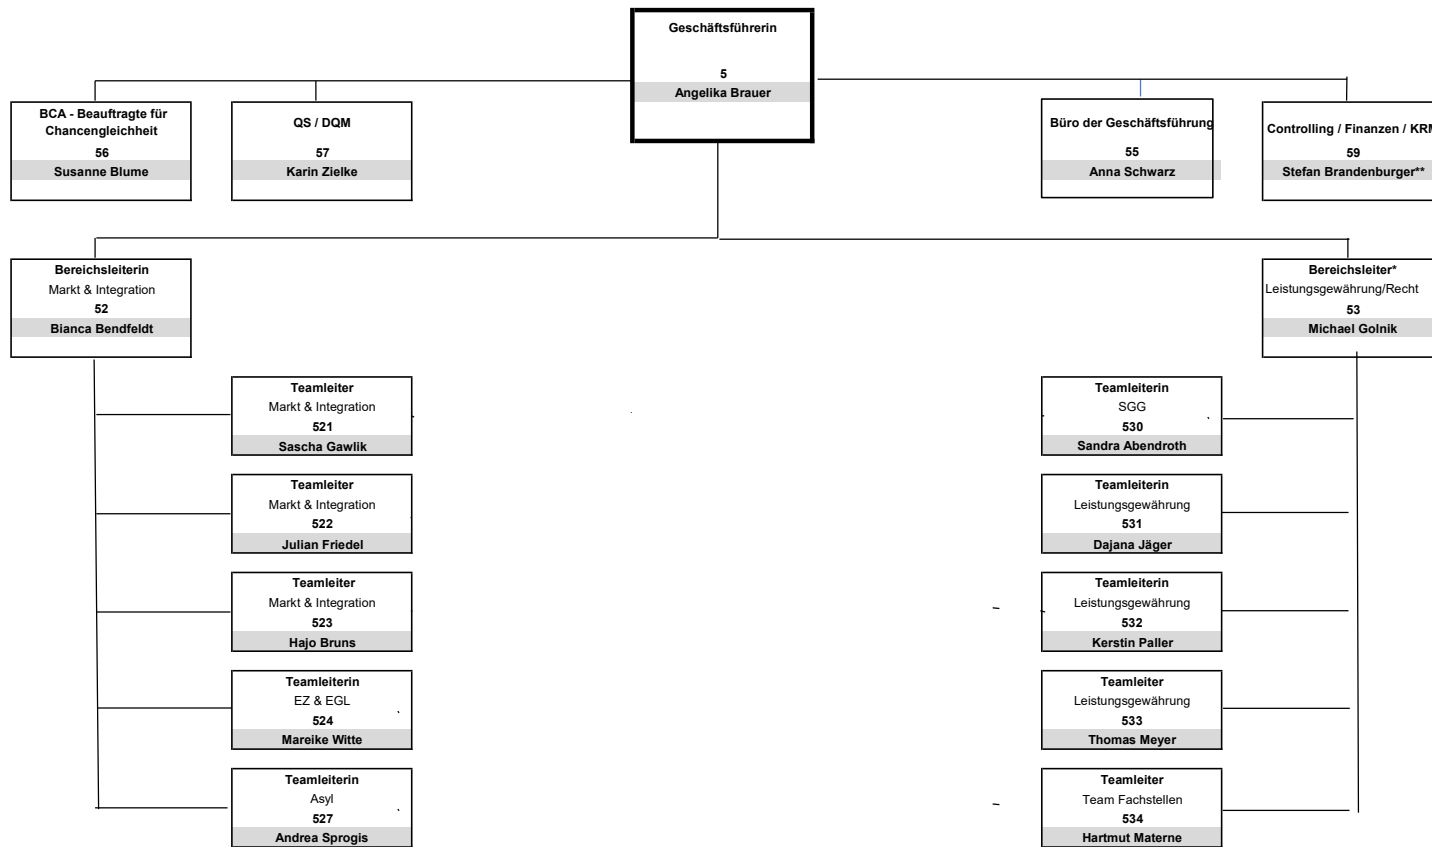 Geschäftsführerin
5
Angelika Brauer
BCA - Beauftragte für
Chancengleichheit
56
Susanne Blume
QS / DQM
57
Karin Zielke
Büro der Geschäftsführung
55
Anna Schwarz
Controlling / Finanzen / KRM
59
Stefan Brandenburger**
Bereichsleiterin
Markt & Integration
52
Bianca Bendfeldt
Bereichsleiter*
Leistungsgewährung/Recht
53
Michael Golnik
Teamleiter
Markt & Integration
521
Sascha Gawlik
Teamleiter
Markt & Integration
522
Julian Friedel
Teamleiter
Markt & Integration
523
Hajo Bruns
Teamleiterin
EZ & EGL
524
Mareike Witte
Teamleiterin
Asyl
527
Andrea Sprogis
Teamleiterin
SGG
530
Sandra Abendroth
Teamleiterin
Leistungsgewährung
531
Dajana Jäger
Teamleiterin
Leistungsgewährung
532
Kerstin Paller
Teamleiter
Leistungsgewährung
533
Thomas Meyer
Teamleiter
Team Fachstellen
534
Hartmut Materne